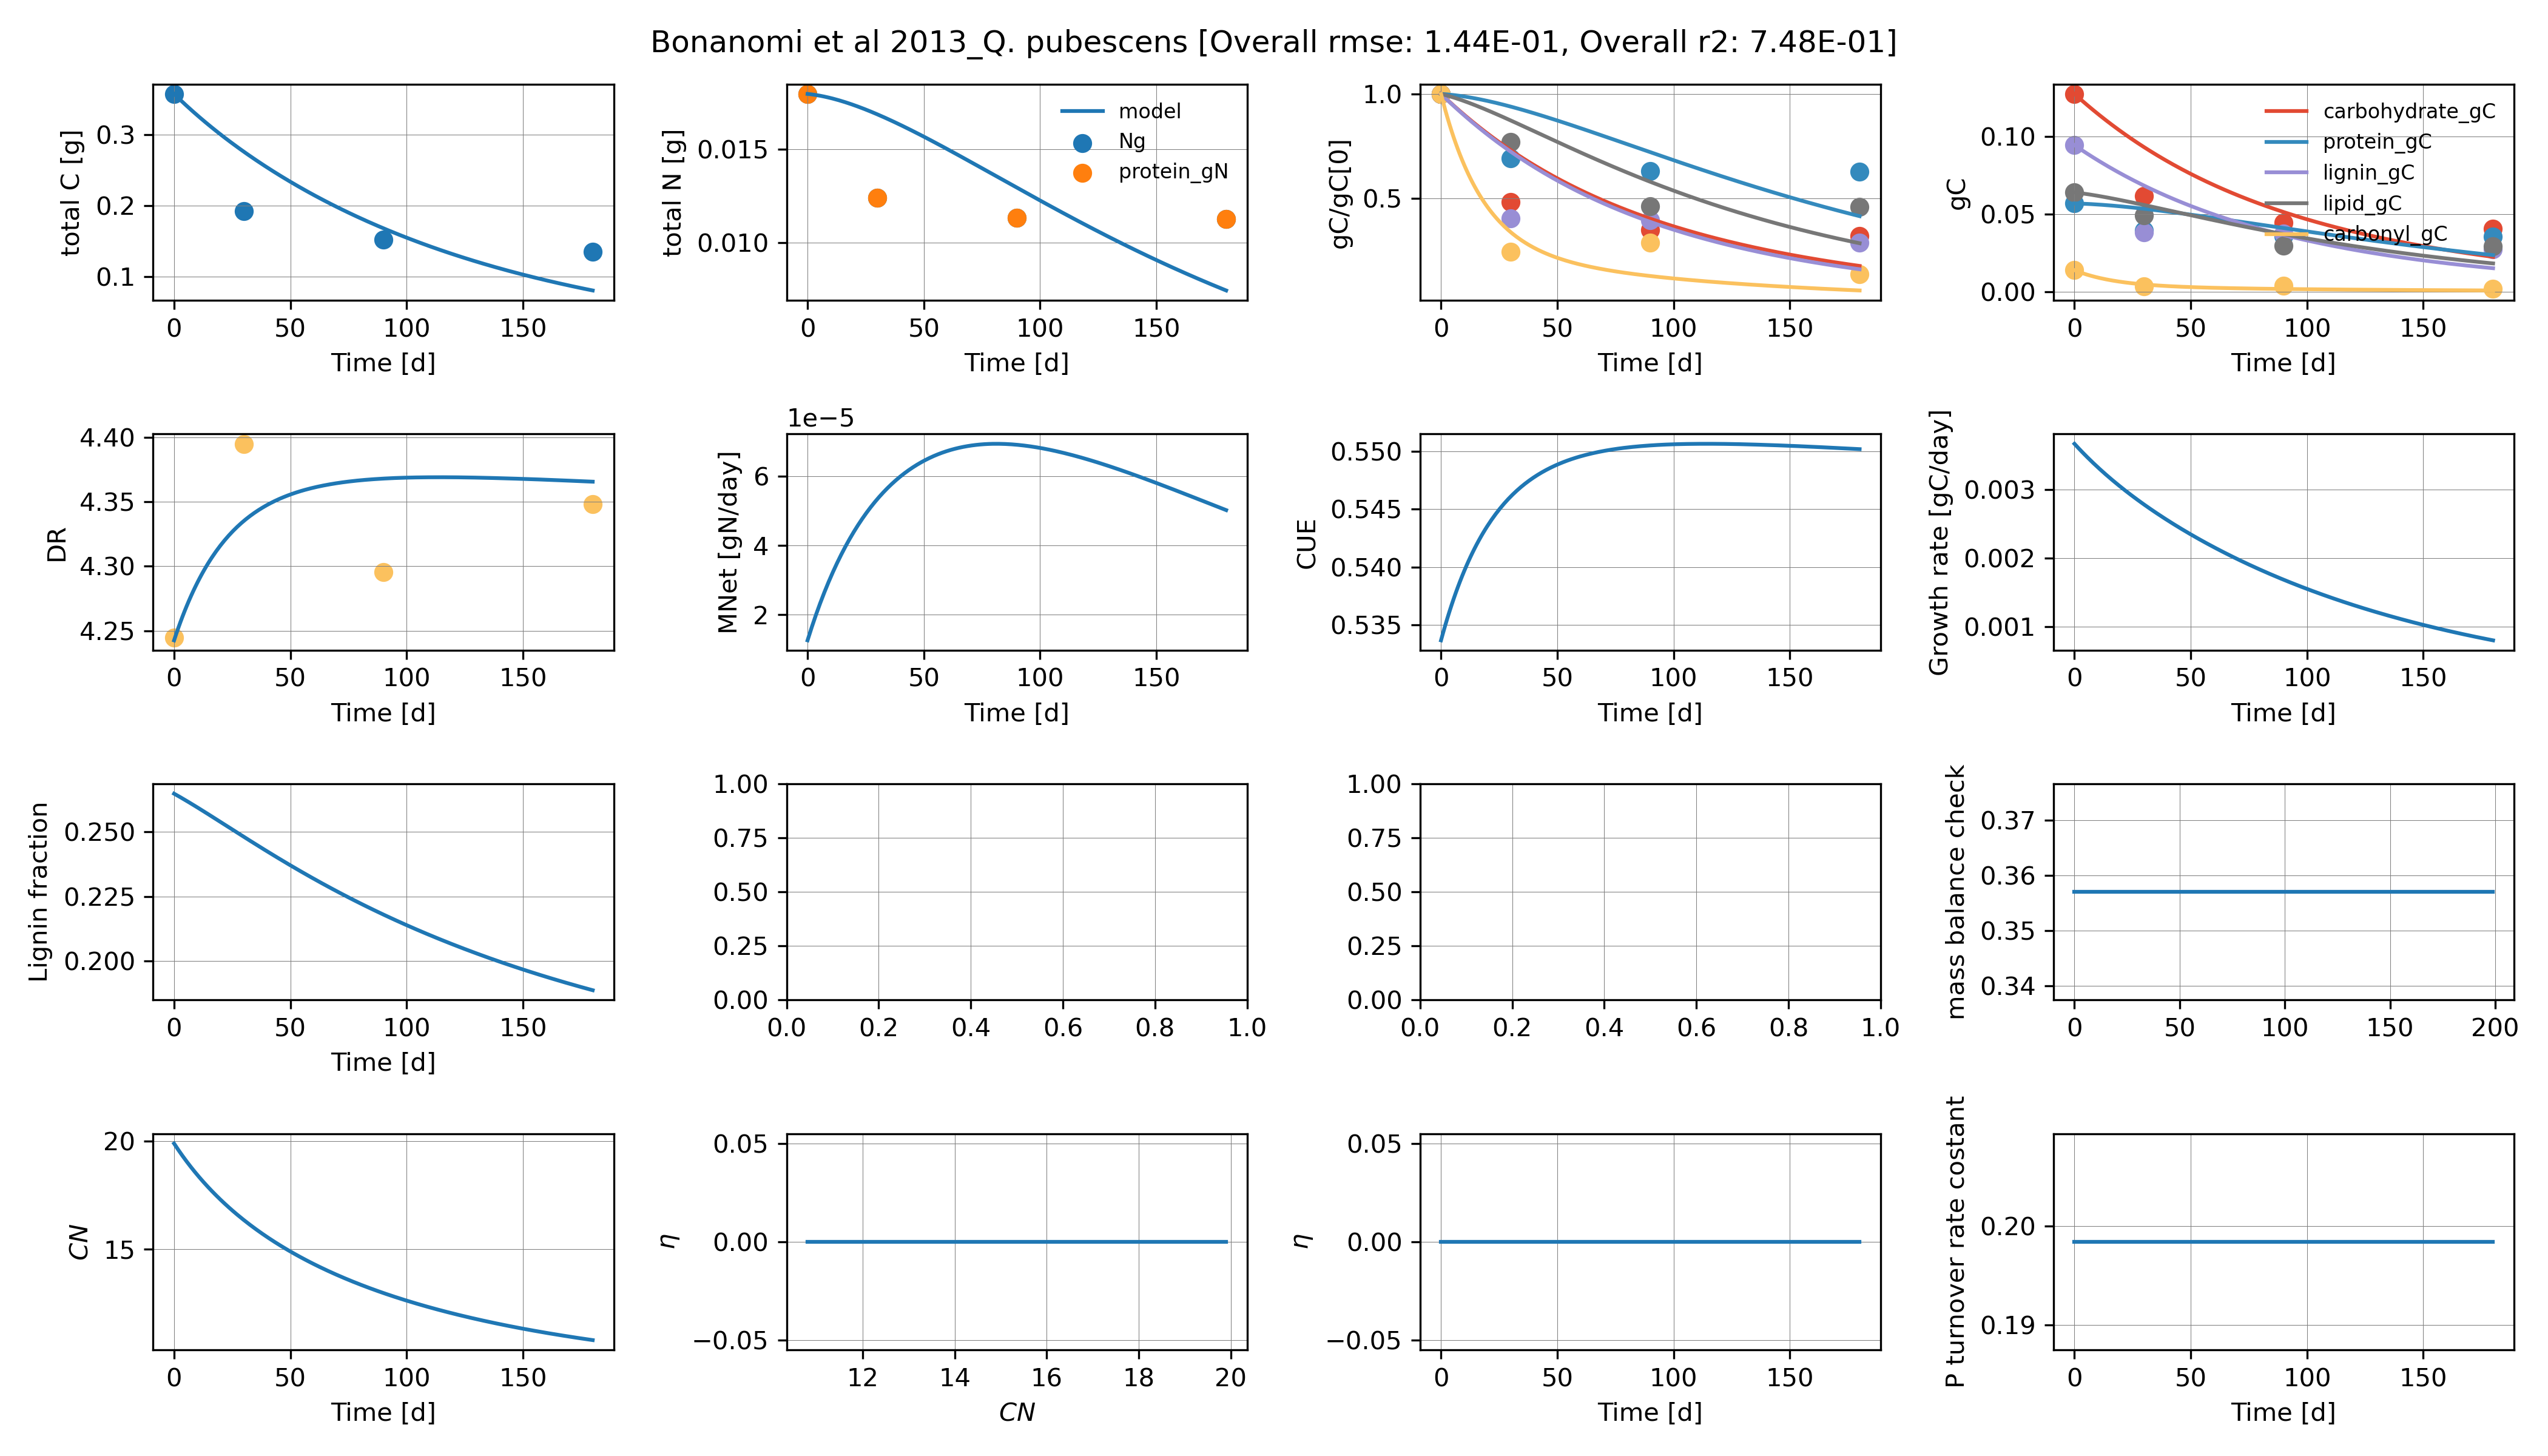 Bonanomi et al 2013_Q. pubescens [Overall rmse: 1.44E-01, Overall r2: 7.48E-01]
total C [g]
0.3
0.2
0.1
0 50 100 150
Time [d]
total N [g]
0.015
0.010
model
Ng
protein_gN
0 50 100 150
Time [d]
gC/gC[0]
1.0
0.5
0 50 100 150
Time [d]
gC
0.10
0.05
0.00
carbohydrate_gC
protein_gC
lignin_gC
lipid_gC
carbonyl_gC
0 50 100 150
Time [d]
DR
4.40
4.35
4.30
4.25
0 50 100 150
Time [d]
1e−5
MNet [gN/day]
6
4
2
0 50 100 150
Time [d]
CUE
0.550
0.545
0.540
0.535
0 50 100 150
Time [d]
Growth rate [gC/day]
0.003
0.002
0.001
0 50 100 150
Time [d]
Lignin fraction
0.250
0.225
0.200
0 50 100 150
Time [d]
1.00
0.75
0.50
0.25
0.00
0.0 0.2 0.4 0.6 0.8 1.0
1.00
0.75
0.50
0.25
0.00
0.0 0.2 0.4 0.6 0.8 1.0
mass balance check
0.37
0.36
0.35
0.34
0 50 100 150 200
CN
20
15
0 50 100 150
Time [d]
η
0.05
0.00
−0.05
12 14 16 18 20
CN
η
0.05
0.00
−0.05
0 50 100 150
Time [d]
P turnover rate costant
0.20
0.19
0 50 100 150
Time [d]